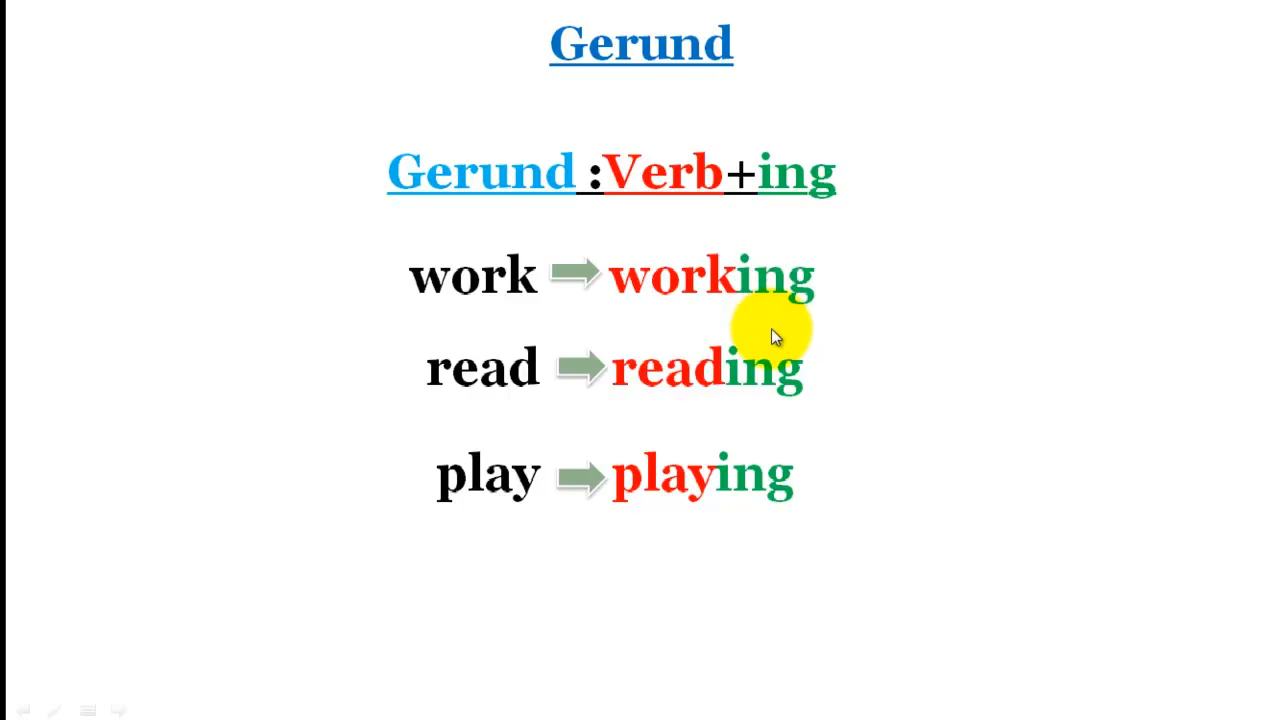 Gerund
Gerund :Verb+ing
work working
read reading
play playing